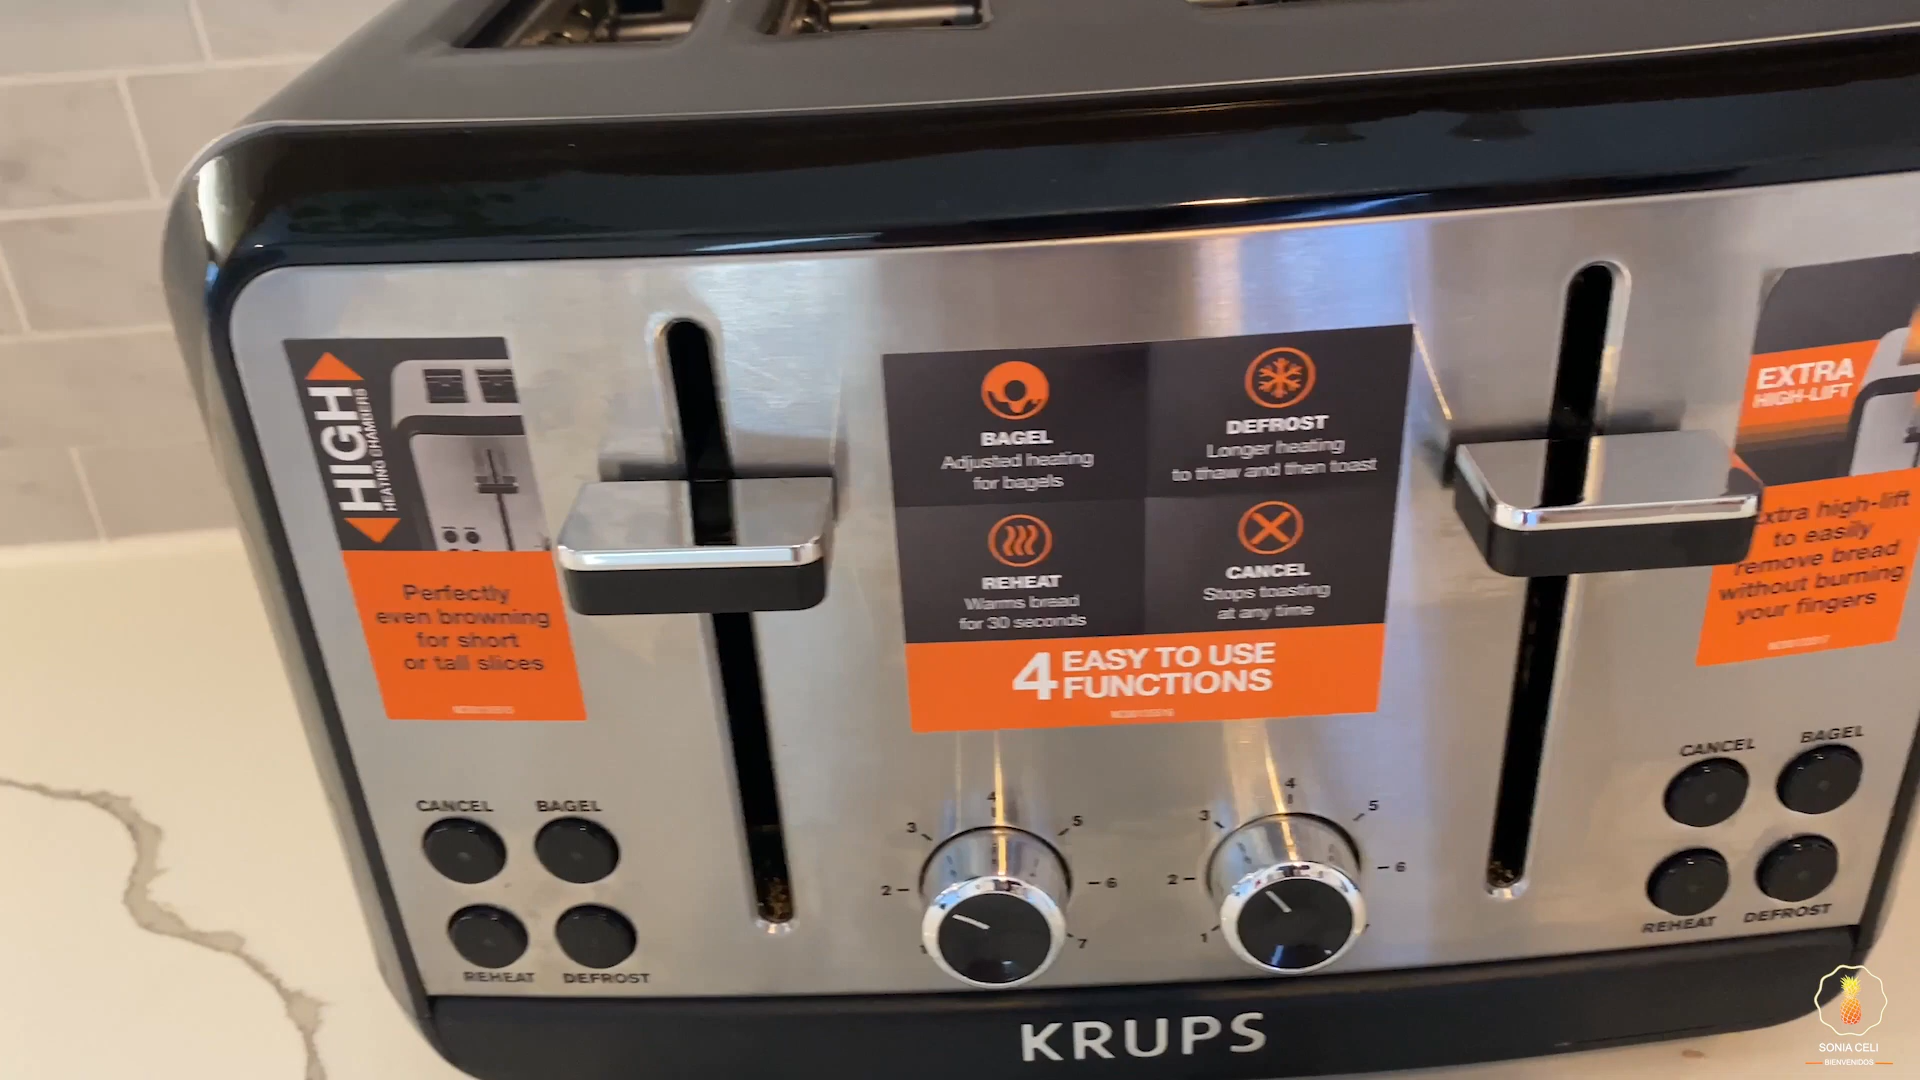 HIGH
HEATING CHAMBERS
Perfectly
even browning
for short
or tall slices
BAGEL
Adjusted heating
for bagels
DEFROST
Longer heating
to thaw and then toast
REHEAT
Warms bread
for 30 seconds
CANCEL
Stops toasting
at any time
4 EASY TO USE
FUNCTIONS
EXTRA
HIGH-LIFT
xtra high-lift
to easily
remove bread
without burning
your fingers
CANCEL BAGEL
REHEAT DEFROST
2 3 4 5 6 7
1 2 3 4 5 6
CANCEL BAGEL
REHEAT DEFROST
KRUPS
SONIA CELI
BIENVENIDOS